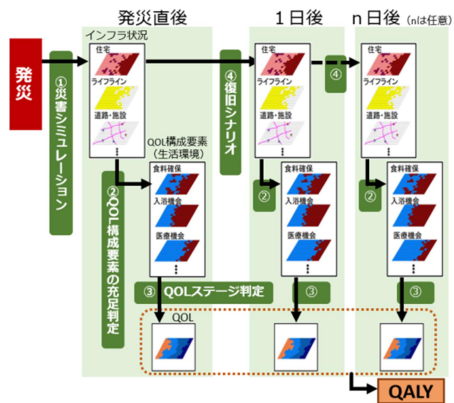 発災直後
1日後
n日後（nは任意）
発災
①災害シミュレーション
インフラ状況
住宅
ライフライン
道路・施設
QOL構成要素
（生活環境）
②QOL構成要素の充足判定
食料確保
入浴機会
医療機会
③ QOLステージ判定
④復旧シナリオ
住宅
ライフライン
道路・施設
②
食料確保
入浴機会
医療機会
③
④
住宅
ライフライン
道路・施設
②
食料確保
入浴機会
医療機会
③
QOL
QALY